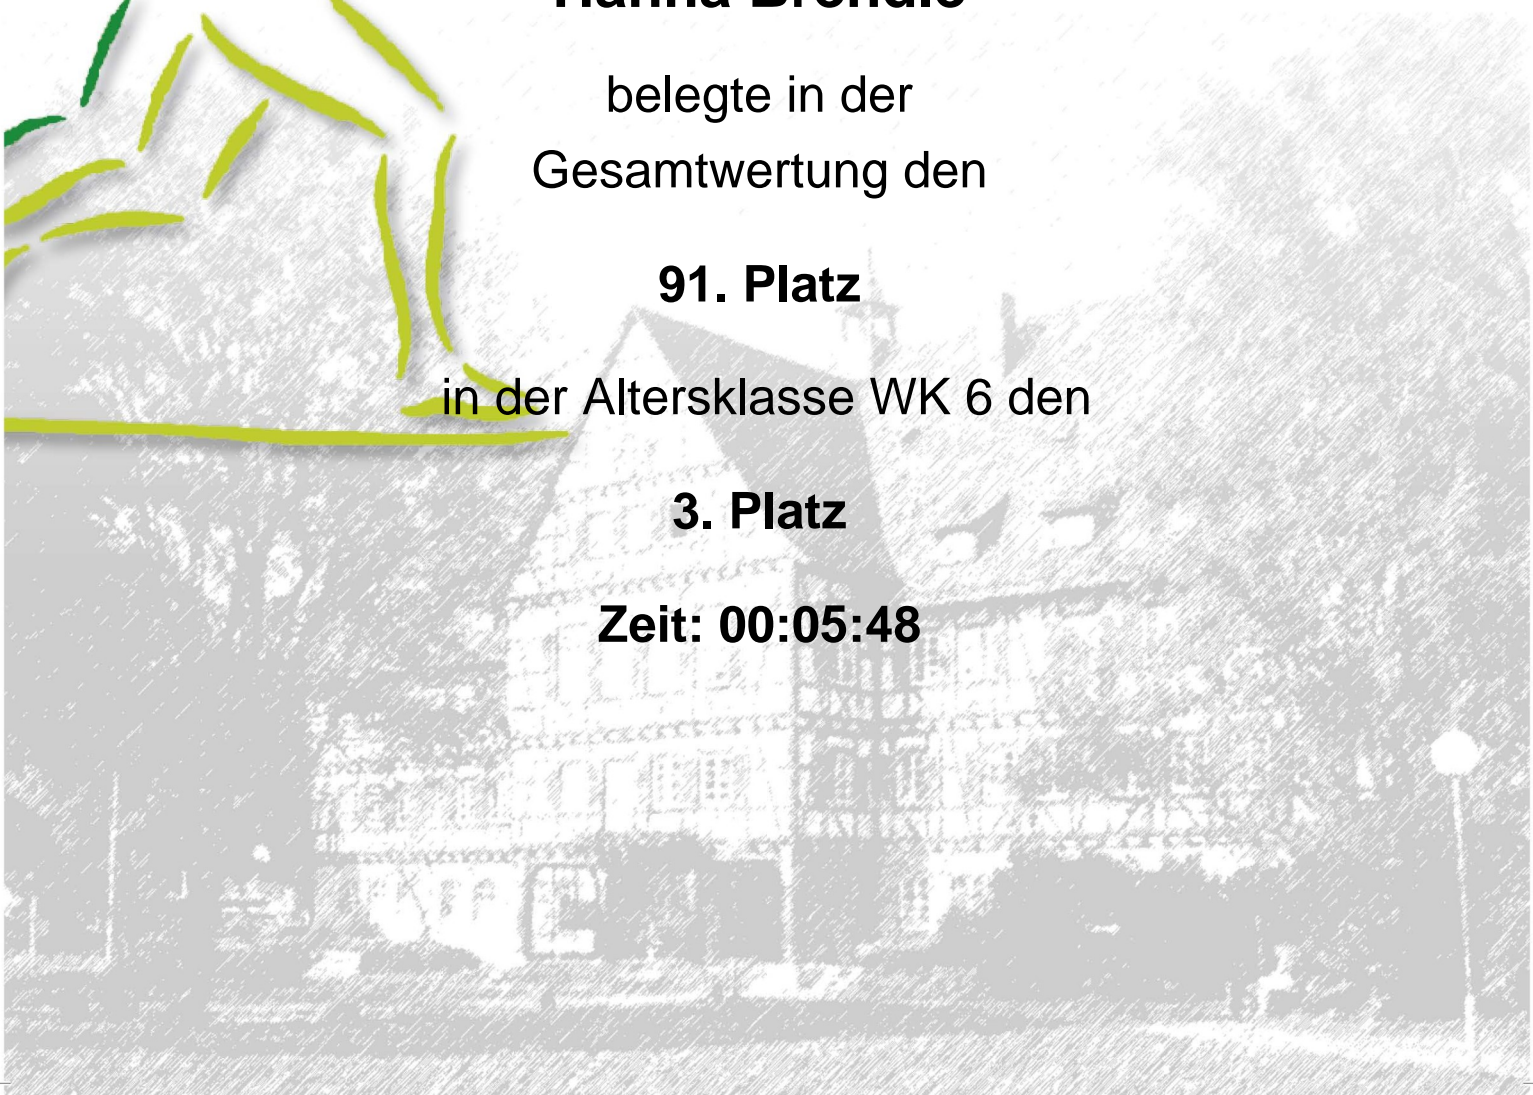 belegte in der
Gesamtwertung den
91. Platz
in der Altersklasse WK 6 den
3. Platz
Zeit: 00:05:48